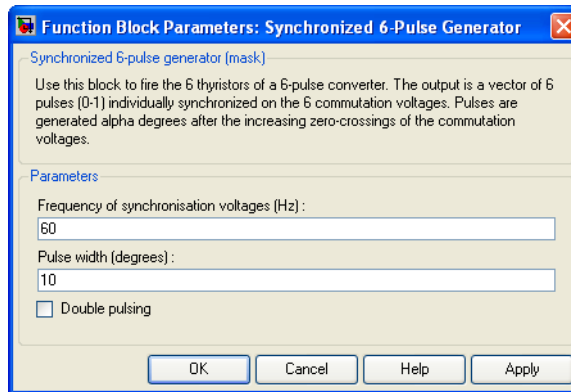 Function Block Parameters: Synchronized 6-Pulse Generator
Synchronized 6-pulse generator (mask)
Use this block to fire the 6 thyristors of a 6-pulse converter. The output is a vector of 6
pulses (0-1) individually synchronized on the 6 commutation voltages. Pulses are
generated alpha degrees after the increasing zero-crossings of the commutation
voltages.
Parameters
Frequency of synchronisation voltages (Hz) :
60
Pulse width (degrees) :
10
Double pulsing
OK Cancel Help Apply